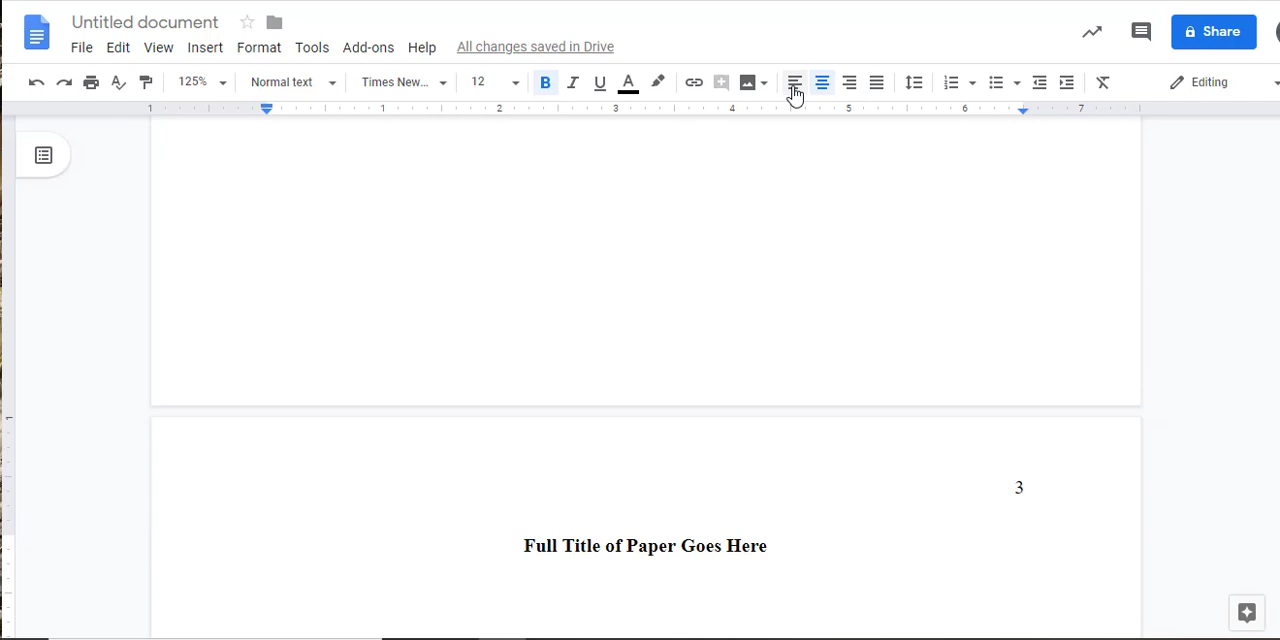 Untitled document
File Edit View Insert Format Tools Add-ons Help All changes saved in Drive
Share
125% Normal text Times New... 12 B I U A Editing
1 1 2 3 4 5 6 7
1
3
Full Title of Paper Goes Here